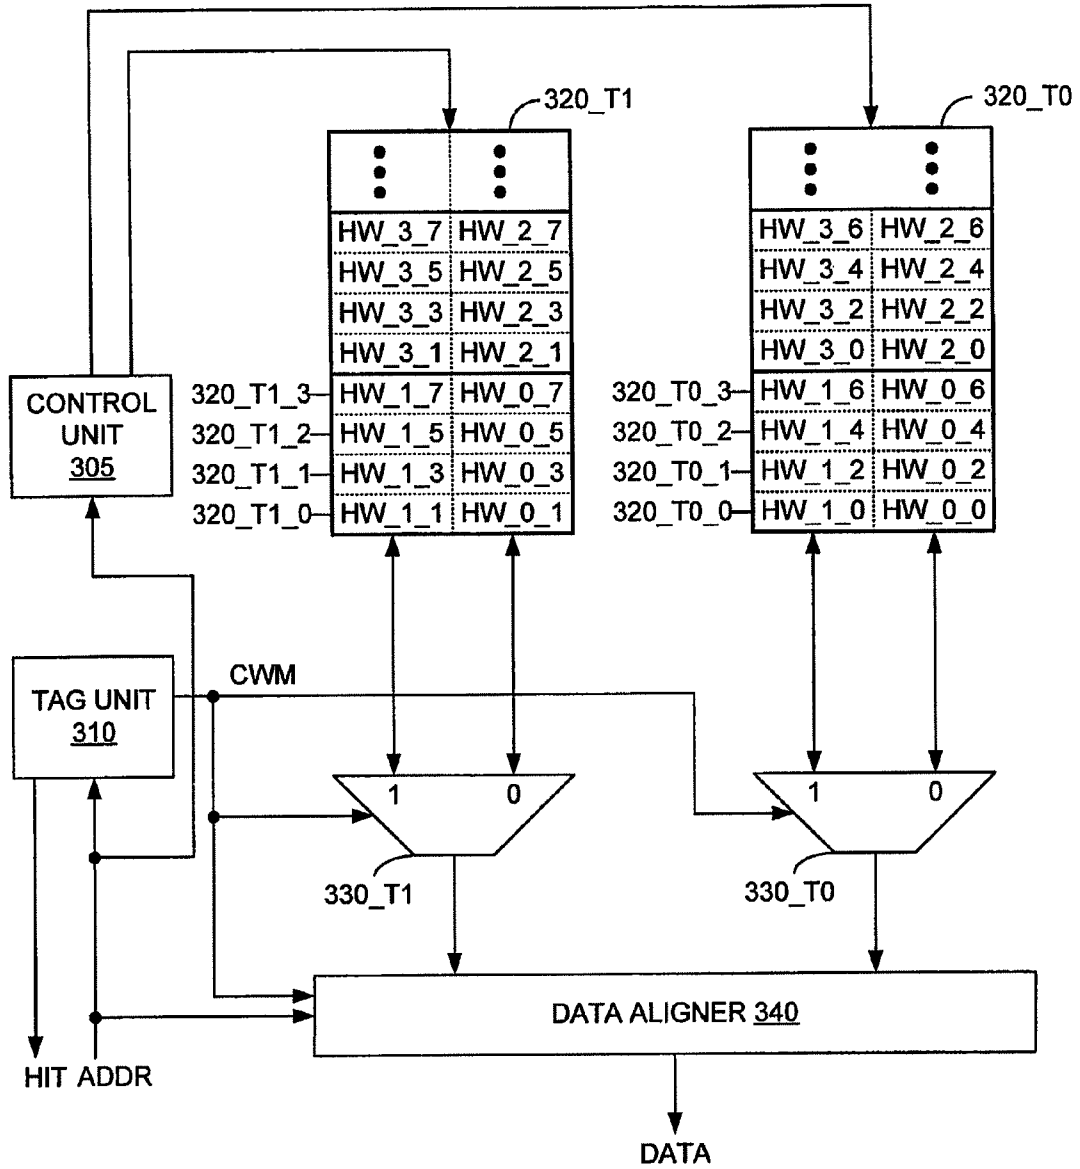 320_T1
320_T0
HW_3_7 HW_2_7
HW_3_5 HW_2_5
HW_3_3 HW_2_3
HW_3_1 HW_2_1
320_T1_3 HW_1_7 HW_0_7
320_T1_2 HW_1_5 HW_0_5
320_T1_1 HW_1_3 HW_0_3
320_T1_0 HW_1_1 HW_0_1
HW_3_6 HW_2_6
HW_3_4 HW_2_4
HW_3_2 HW_2_2
HW_3_0 HW_2_0
320_T0_3 HW_1_6 HW_0_6
320_T0_2 HW_1_4 HW_0_4
320_T0_1 HW_1_2 HW_0_2
320_T0_0 HW_1_0 HW_0_0
CONTROL
UNIT
305
TAG UNIT
310
CWM
1 0
330_T1
1 0
330_T0
DATA ALIGNER 340
HIT ADDR
DATA